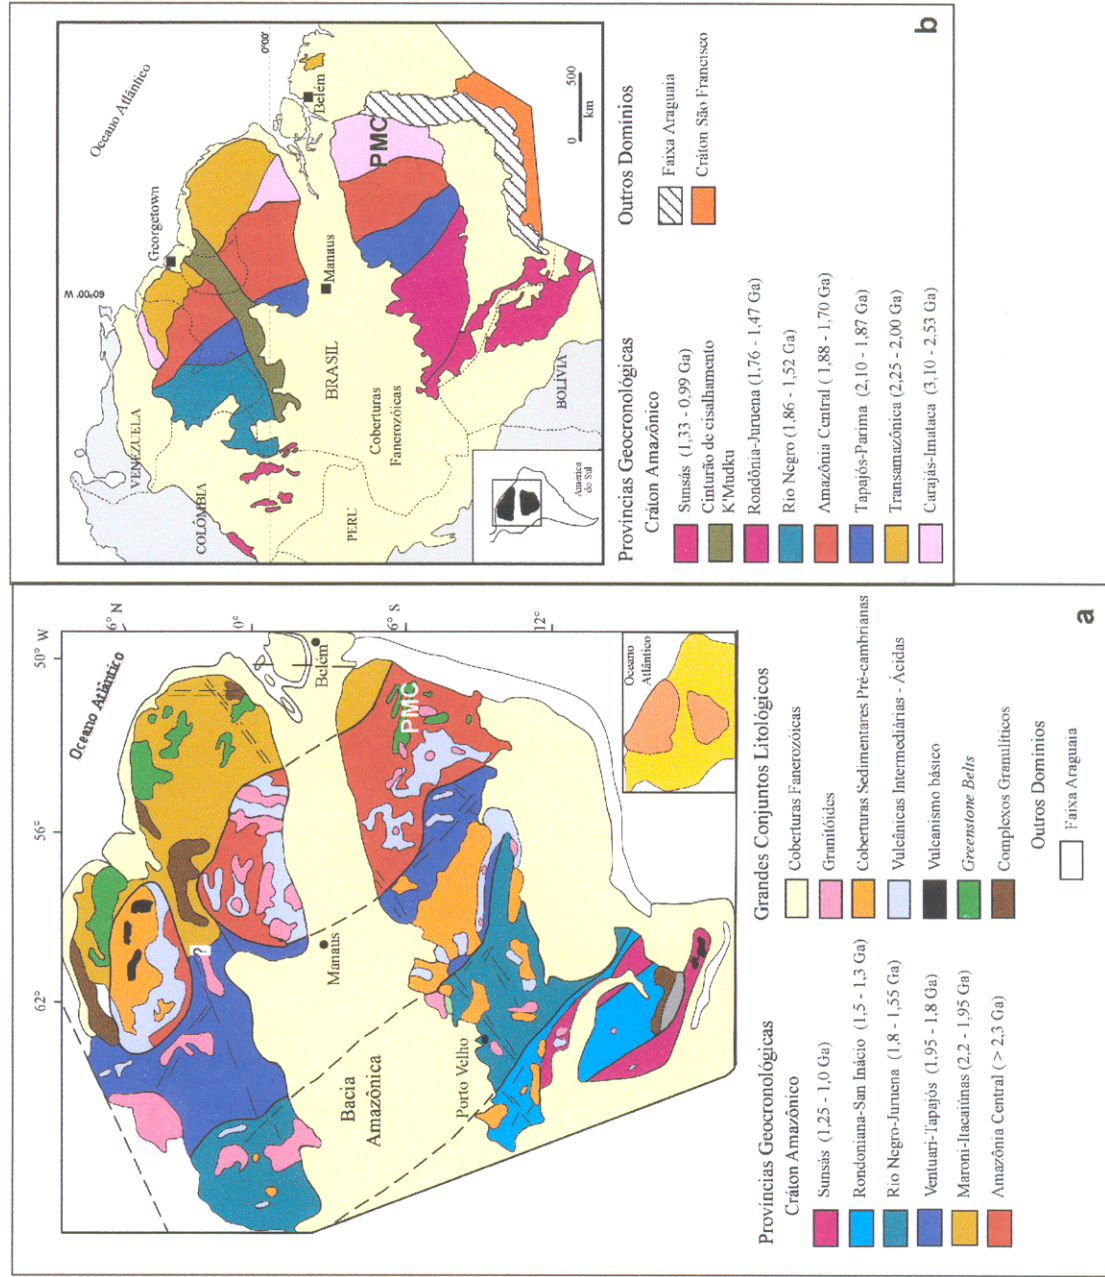 50° W
56°
62°
6° N
0°
6° S
12°
Oceano Atlântico
Belém
PMC
?
Manaus
Bacia
Amazônica
Porto Velho
Oceano
Atlântico
Províncias Geocronológicas
Cráton Amazônico
Sunsás (1,25 - 1,0 Ga)
Rondoniana-San Inácio (1,5 - 1,3 Ga)
Rio Negro-Juruena (1,8 - 1,55 Ga)
Ventuari-Tapajós (1,95 - 1,8 Ga)
Maroni-Itacaiúnas (2,2 - 1,95 Ga)
Amazônia Central ( > 2,3 Ga)
Grandes Conjuntos Litológicos
Coberturas Fanerozóicas
Granitóides
Coberturas Sedimentares Pré-cambrianas
Vulcânicas Intermediárias - Ácidas
Vulcanismo básico
Greenstone Belts
Complexos Granulíticos
Outros Domínios
Faixa Araguaia
a
Oceano Atlântico
60°00' W
0°00'
Georgetown
Belém
PMC
Manaus
VENEZUELA
COLÔMBIA
BRASIL
PERU
Coberturas
Fanerozóicas
BOLÍVIA
América
do Sul
0 500
km
Províncias Geocronológicas
Cráton Amazônico
Sunsás (1,33 - 0,99 Ga)
Cinturão de cisalhamento
K'Mudku
Rondônia-Juruena (1,76 - 1,47 Ga)
Rio Negro (1,86 - 1,52 Ga)
Amazônia Central ( 1,88 - 1,70 Ga)
Tapajós-Parima (2,10 - 1,87 Ga)
Transamazônica (2,25 - 2,00 Ga)
Carajás-Imataca (3,10 - 2,53 Ga)
Outros Domínios
Faixa Araguaia
Cráton São Francisco
b